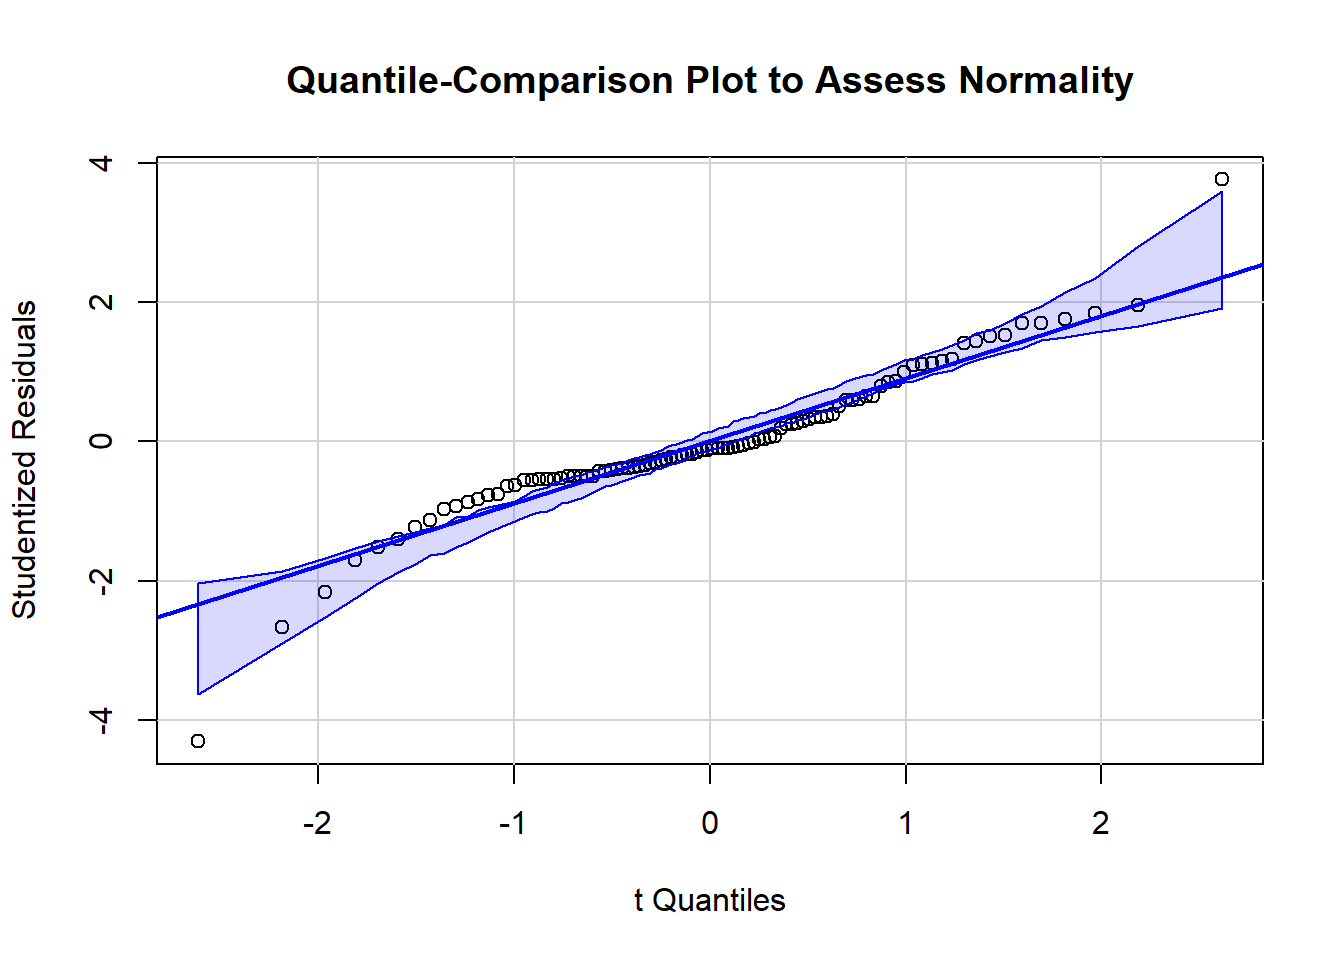 Quantile-Comparison Plot to Assess Normality
Studentized Residuals
4
2
0
-2
-4
-2 -1 0 1 2
t Quantiles